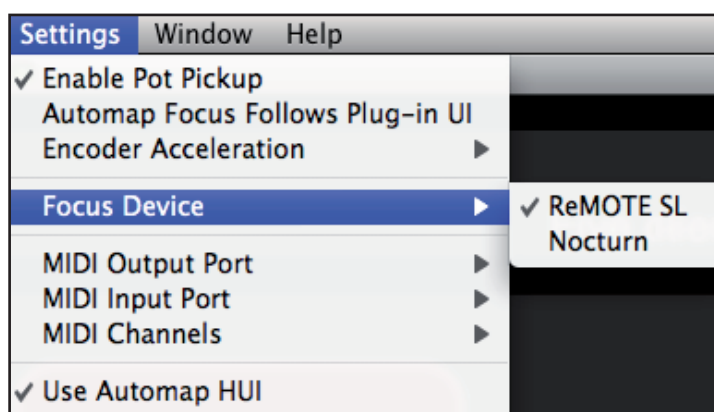 Settings Window Help
✓ Enable Pot Pickup
Automap Focus Follows Plug-in UI
Encoder Acceleration
Focus Device
✓ ReMOTE SL
Nocturn
MIDI Output Port
MIDI Input Port
MIDI Channels
✓ Use Automap HUI